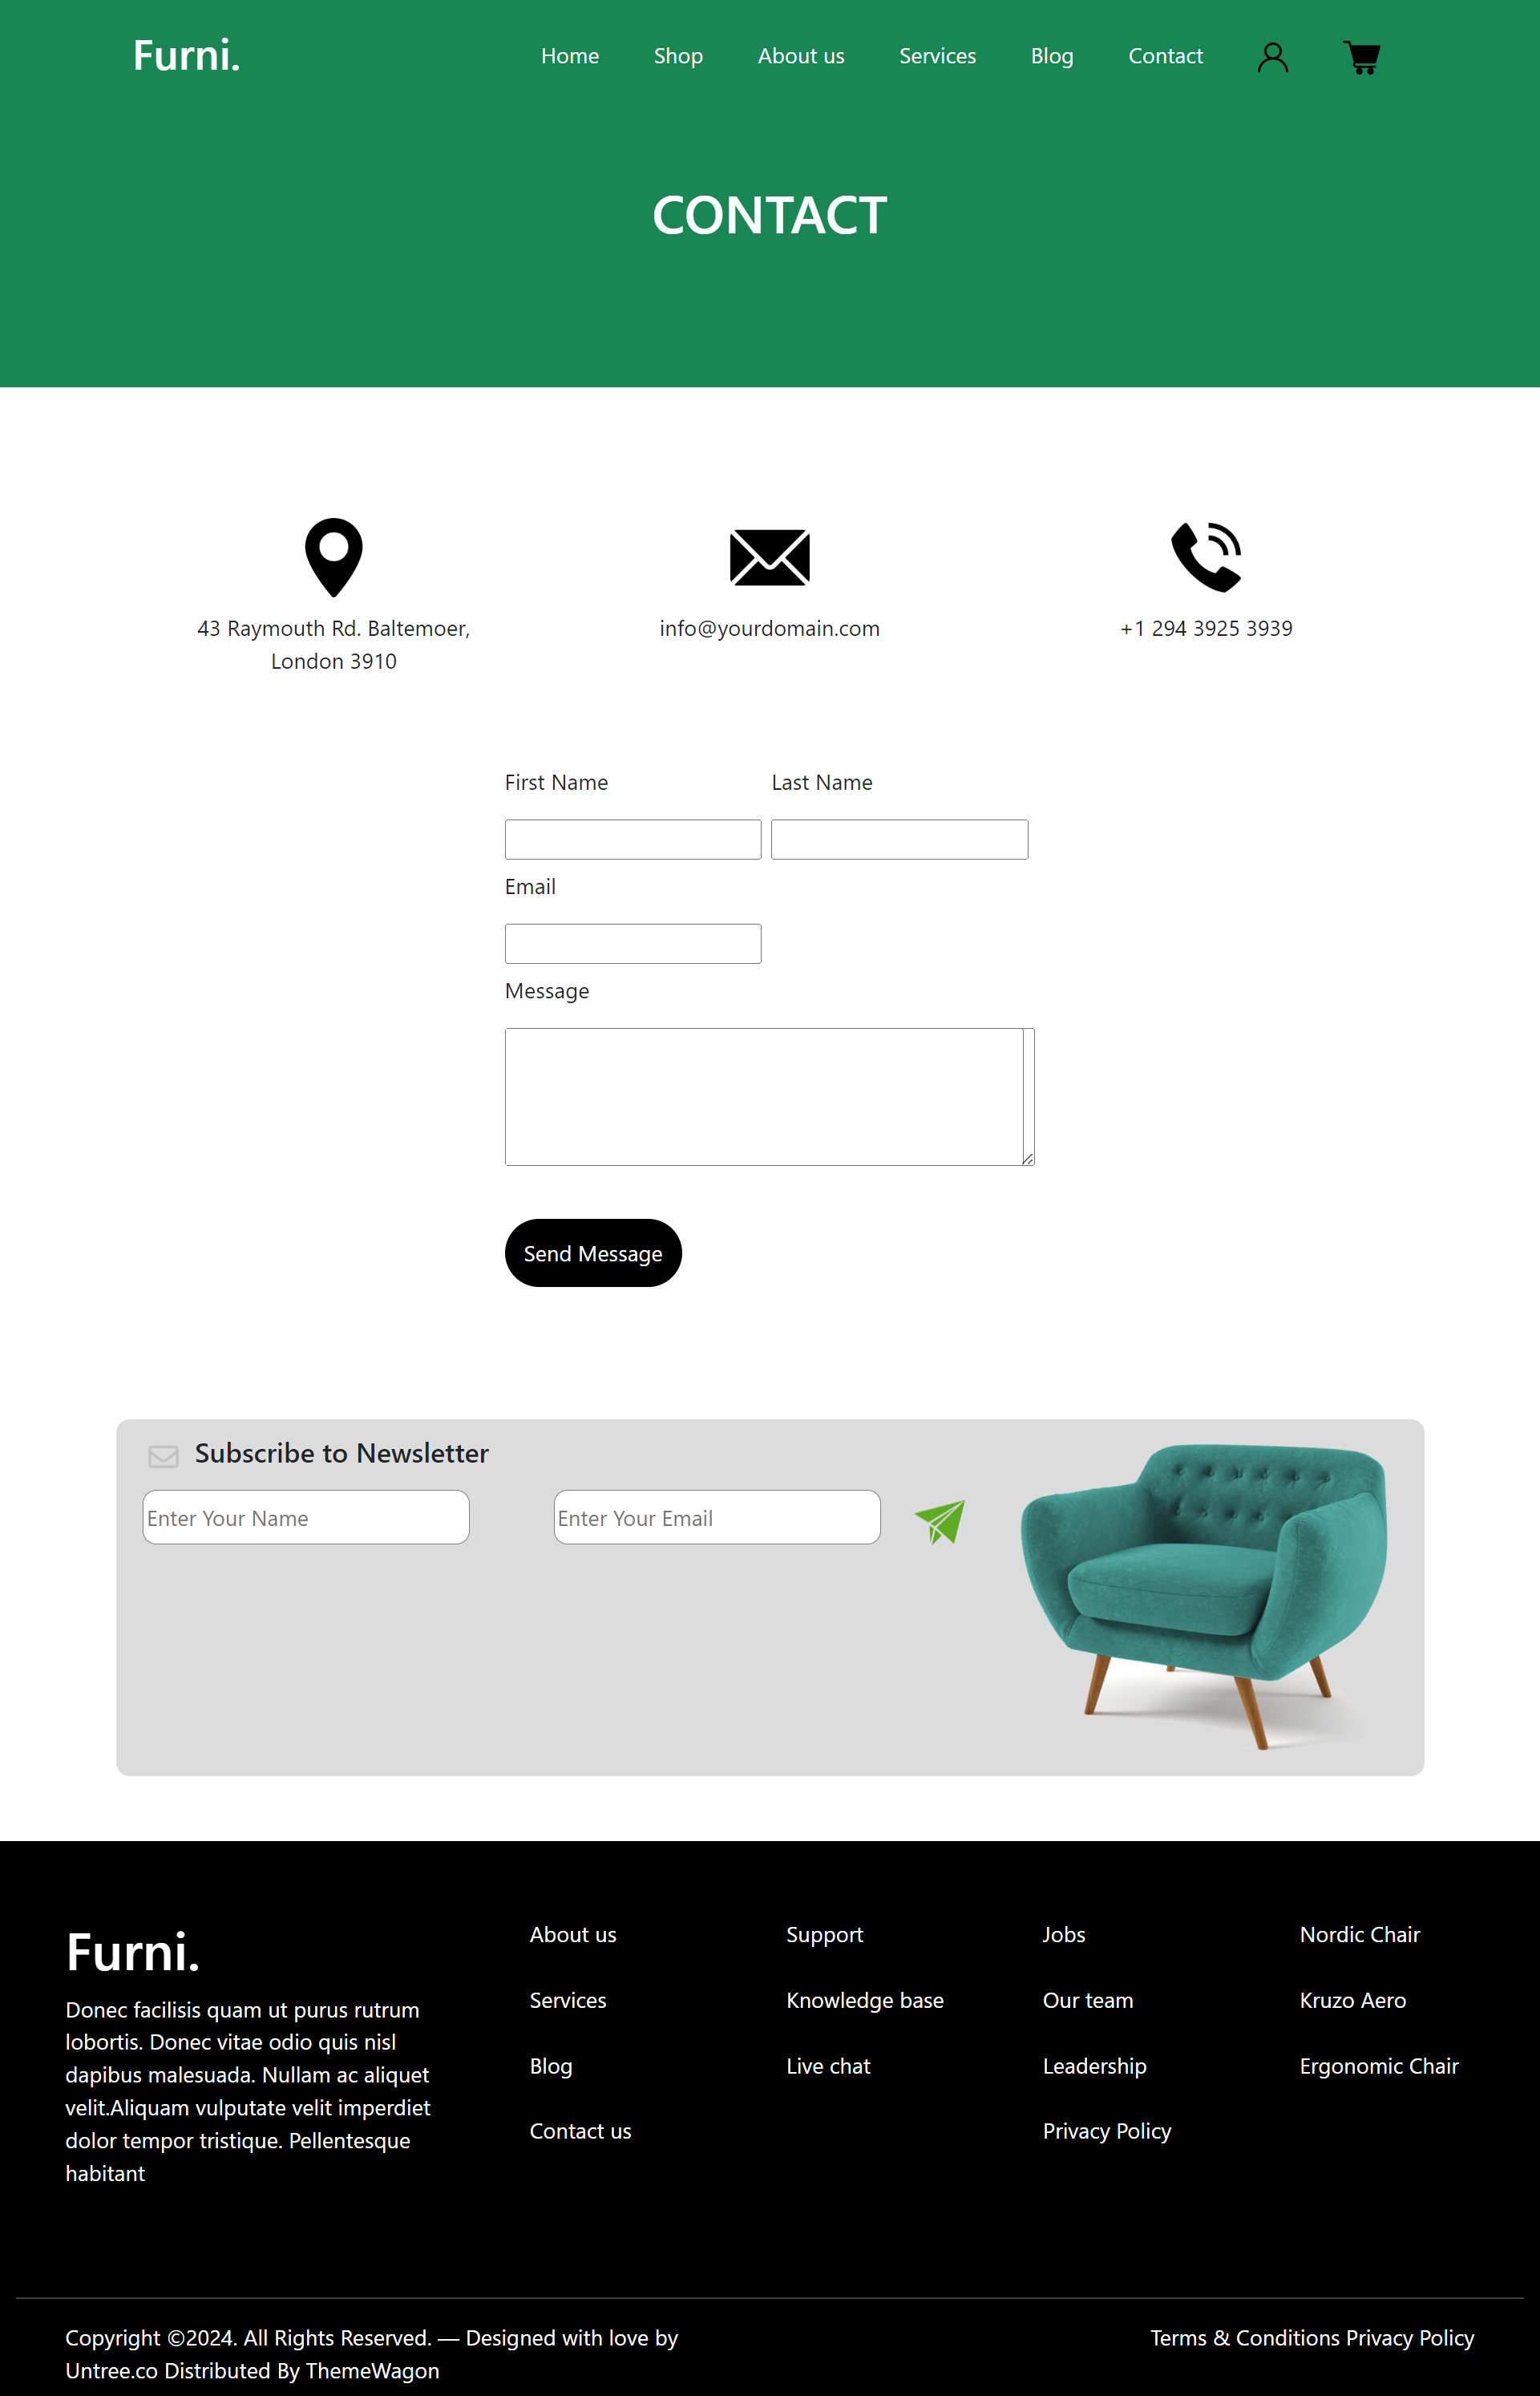 Furni.
Home Shop About us Services Blog Contact
CONTACT
43 Raymouth Rd. Baltemoer,
London 3910
info@yourdomain.com
+1 294 3925 3939
First Name Last Name
Email
Message
Send Message
Subscribe to Newsletter
Enter Your Name Enter Your Email
Furni.
Donec facilisis quam ut purus rutrum
lobortis. Donec vitae odio quis nisl
dapibus malesuada. Nullam ac aliquet
velit.Aliquam vulputate velit imperdiet
dolor tempor tristique. Pellentesque
habitant
About us
Services
Blog
Contact us
Support
Knowledge base
Live chat
Jobs
Our team
Leadership
Privacy Policy
Nordic Chair
Kruzo Aero
Ergonomic Chair
Copyright ©2024. All Rights Reserved. — Designed with love by
Untree.co Distributed By ThemeWagon
Terms & Conditions Privacy Policy